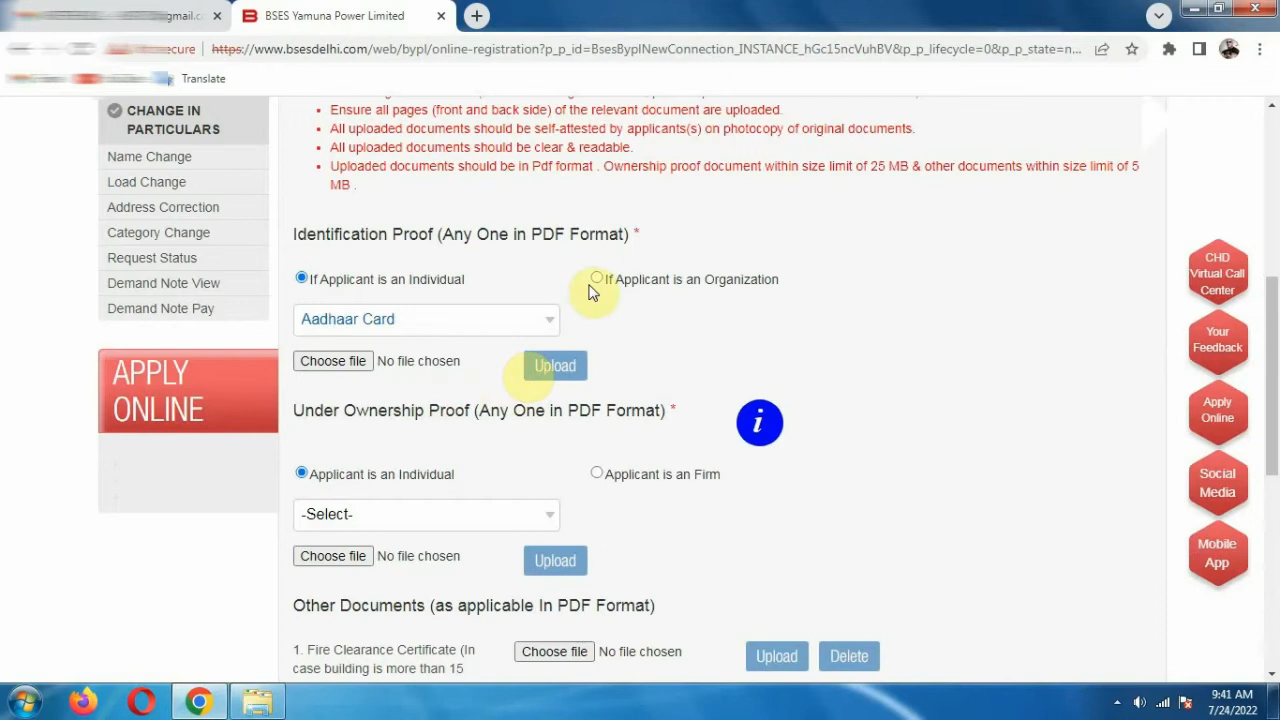 gmail.c
BSES Yamuna Power Limited
ecure
https://www.bsesdelhi.com/web/bypl/online-registration?p_p_id=BsesByplNewConnection_INSTANCE_hGc15ncVuhBV&p_p_lifecycle=0&p_p_state=n...
Translate
CHANGE IN
PARTICULARS
Name Change
Load Change
Address Correction
Category Change
Request Status
Demand Note View
Demand Note Pay
APPLY
ONLINE
Ensure all pages (front and back side) of the relevant document are uploaded.
All uploaded documents should be self-attested by applicants(s) on photocopy of original documents.
All uploaded documents should be clear & readable.
Uploaded documents should be in Pdf format . Ownership proof document within size limit of 25 MB & other documents within size limit of 5
MB .
Identification Proof (Any One in PDF Format) *
If Applicant is an Individual
If Applicant is an Organization
Aadhaar Card
Choose file No file chosen
Upload
Under Ownership Proof (Any One in PDF Format) *
i
Applicant is an Individual
Applicant is an Firm
-Select-
Choose file No file chosen
Upload
Other Documents (as applicable In PDF Format)
1. Fire Clearance Certificate (In
case building is more than 15
Choose file No file chosen
Upload
Delete
CHD
Virtual Call
Center
Your
Feedback
Apply
Online
Social
Media
Mobile
App
9:41 AM
7/24/2022